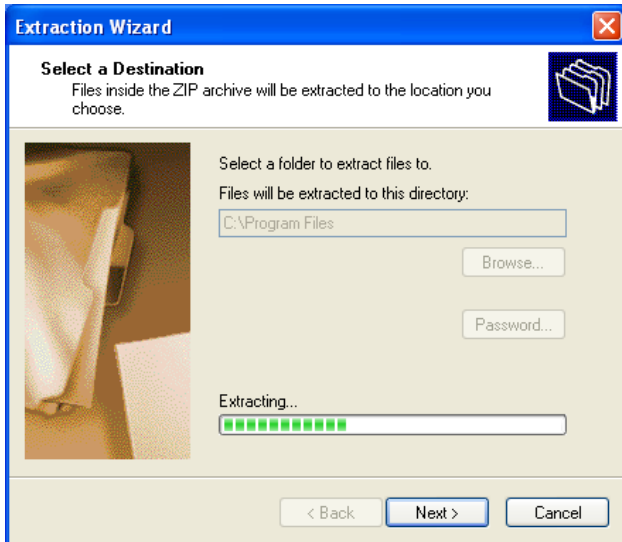 Extraction Wizard
Select a Destination
Files inside the ZIP archive will be extracted to the location you
choose.
Select a folder to extract files to.
Files will be extracted to this directory:
C:\Program Files
Browse...
Password...
Extracting...
< Back
Next >
Cancel